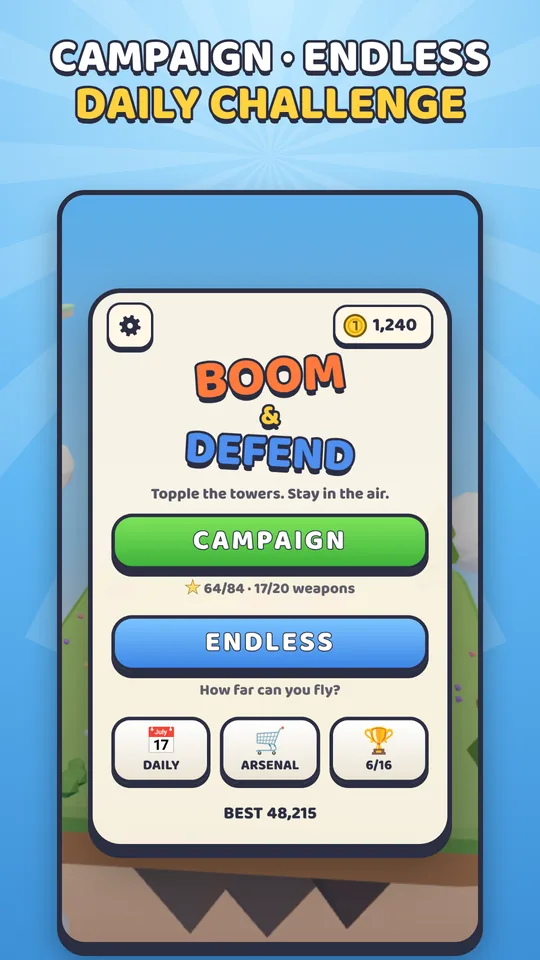 CAMPAIGN · ENDLESS
DAILY CHALLENGE
1 1,240
BOOM
&
DEFEND
Topple the towers. Stay in the air.
CAMPAIGN
⭐ 64/84 · 17/20 weapons
ENDLESS
How far can you fly?
July
17
DAILY ARSENAL 6/16
BEST 48,215